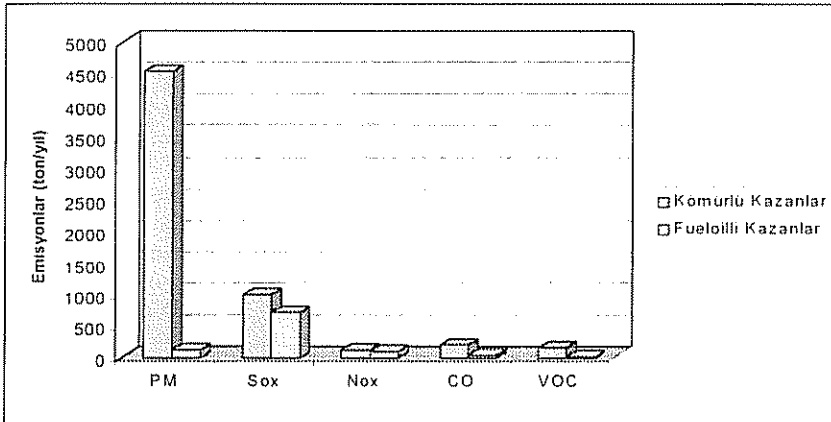 Emisyonlar (ton/yıl)
5000
4500
4000
3500
3000
2500
2000
1500
1000
500
0
PM
Sox
Nox
CO
VOC
Kömürlü Kazanlar
Fueloilli Kazanlar